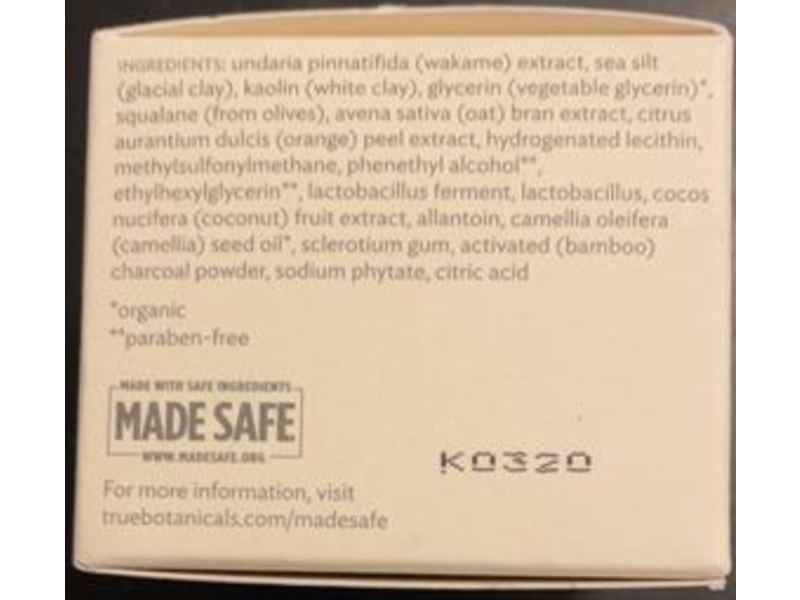 INGREDIENTS: undaria pinnatifida (wakame) extract, sea silt
(glacial clay), kaolin (white clay), glycerin (vegetable glycerin)*,
squalane (from olives), avena sativa (oat) bran extract, citrus
aurantium dulcis (orange) peel extract, hydrogenated lecithin,
methylsulfonylmethane, phenethyl alcohol**,
ethylhexylglycerin**, lactobacillus ferment, lactobacillus, cocos
nucifera (coconut) fruit extract, allantoin, camellia oleifera
(camellia) seed oil*, sclerotium gum, activated (bamboo)
charcoal powder, sodium phytate, citric acid
*organic
**paraben-free
MADE WITH SAFE INGREDIENTS
MADE SAFE
WWW.MADESAFE.ORG
K0320
For more information, visit
truebotanicals.com/madesafe